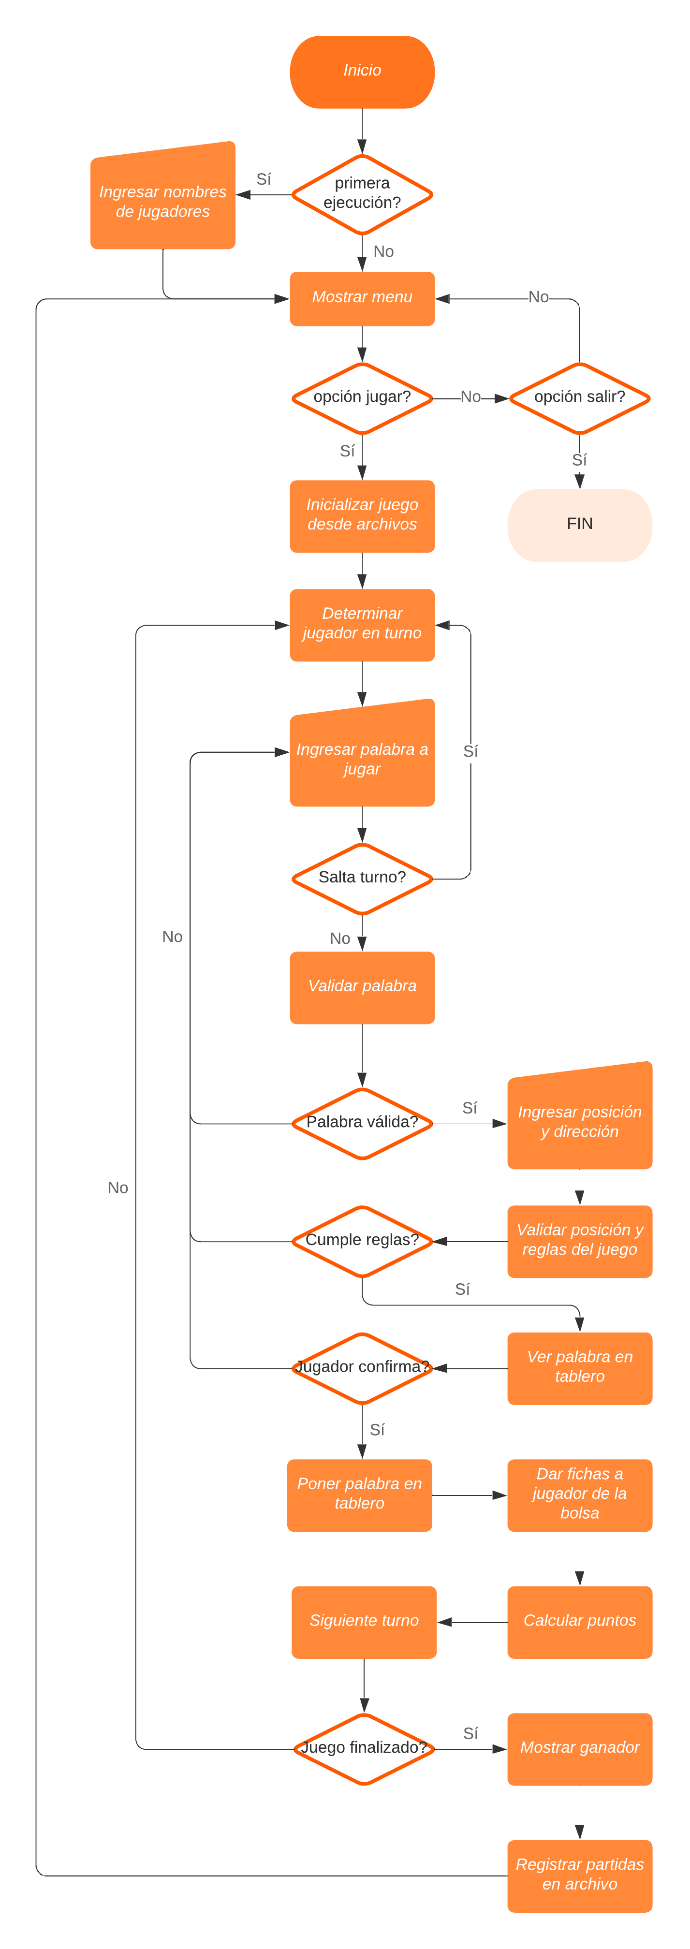 Inicio
primera
ejecución?
Sí
Ingresar nombres
de jugadores
No
Mostrar menu
No
opción jugar?
No
opción salir?
Sí
Sí
Inicializar juego
desde archivos
FIN
Determinar
jugador en turno
Ingresar palabra a
jugar
Sí
Salta turno?
No
No
Validar palabra
Palabra válida?
Sí
Ingresar posición
y dirección
No
Cumple reglas?
Validar posición y
reglas del juego
Sí
Jugador confirma?
Ver palabra en
tablero
Sí
Poner palabra en
tablero
Dar fichas a
jugador de la
bolsa
Siguiente turno
Calcular puntos
Juego finalizado?
Sí
Mostrar ganador
Registrar partidas
en archivo